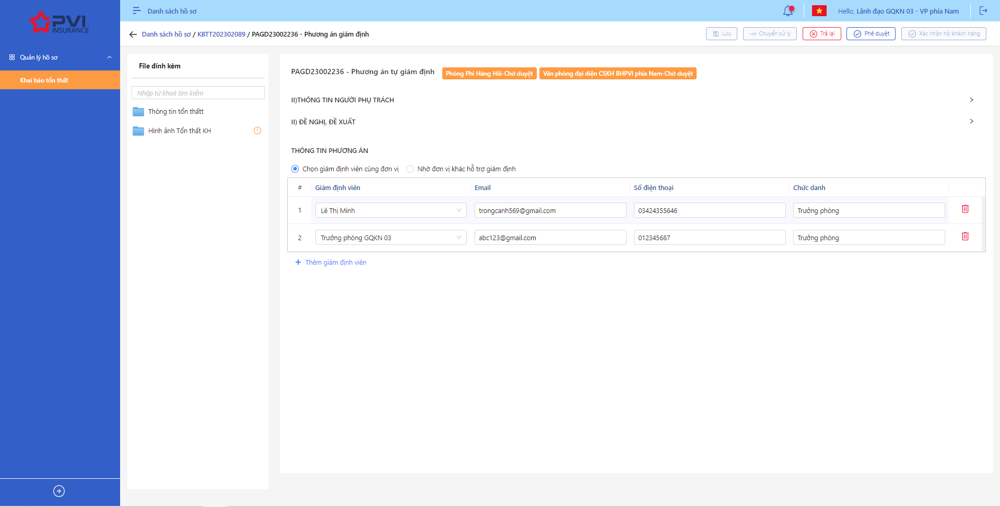 PVI
INSURANCE
Quản lý hồ sơ
Khai báo tổn thất
Danh sách hồ sơ
Hello, Lãnh đạo GQKN 03 - VP phía Nam
Danh sách hồ sơ / KBTT202302089 / PAGD23002236 - Phương án giám định
Lưu
Chuyển xử lý
Trả lại
Phê duyệt
Xác nhận hộ khách hàng
File đính kèm
Nhập từ khoá tìm kiếm
Thông tin tổn thấtt
Hình ảnh Tổn thất KH
PAGD23002236 - Phương án tự giám định
Phòng Phi Hàng Hải-Chờ duyệt
Văn phòng đại diện CSKH BHPVI phía Nam-Chờ duyệt
II)THÔNG TIN NGƯỜI PHỤ TRÁCH
II) ĐỀ NGHỊ, ĐỀ XUẤT
THÔNG TIN PHƯƠNG ÁN
Chọn giám định viên cùng đơn vị
Nhờ đơn vị khác hỗ trợ giám định
# Giám định viên Email Số điện thoại Chức danh
1 Lê Thị Minh trongcanh569@gmail.com 03424355646 Trưởng phòng
2 Trưởng phòng GQKN 03 abc123@gmail.com 012345687 Trưởng phòng
+ Thêm giám định viên